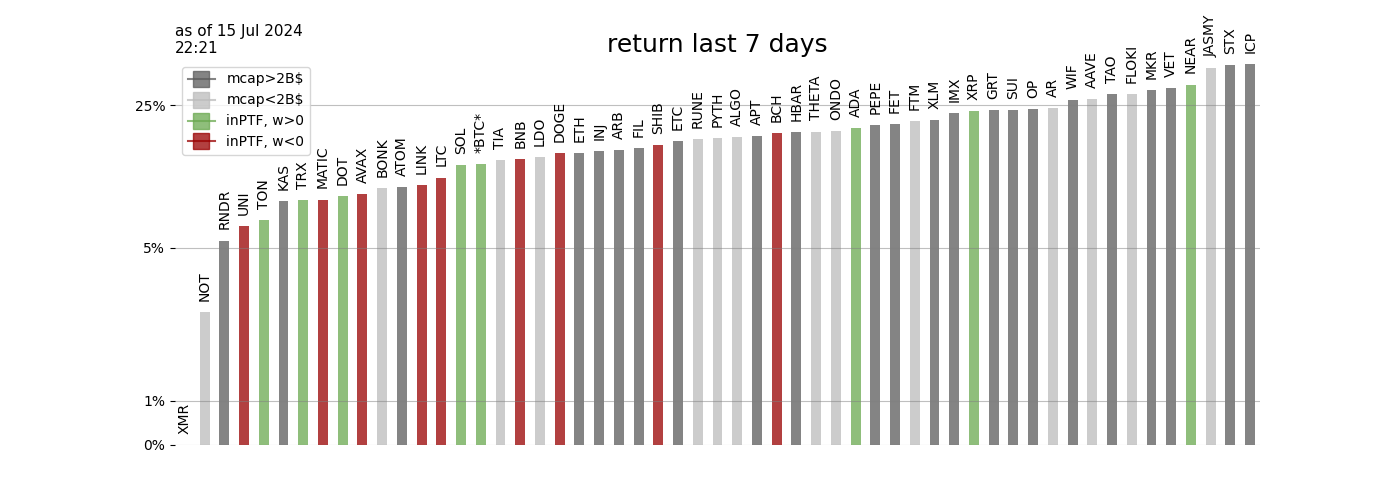 as of 15 Jul 2024
22:21
return last 7 days
mcap>2B$
mcap<2B$
inPTF, w>0
inPTF, w<0
25%
5%
1%
0%
XMR
NOT
RNDR
UNI
TON
KAS
TRX
MATIC
DOT
AVAX
BONK
ATOM
LINK
LTC
SOL
*BTC*
TIA
BNB
LDO
DOGE
ETH
INJ
ARB
FIL
SHIB
ETC
RUNE
PYTH
ALGO
APT
BCH
HBAR
THETA
ONDO
ADA
PEPE
FET
FTM
XLM
IMX
XRP
GRT
SUI
OP
AR
WIF
AAVE
TAO
FLOKI
MKR
VET
NEAR
JASMY
STX
ICP